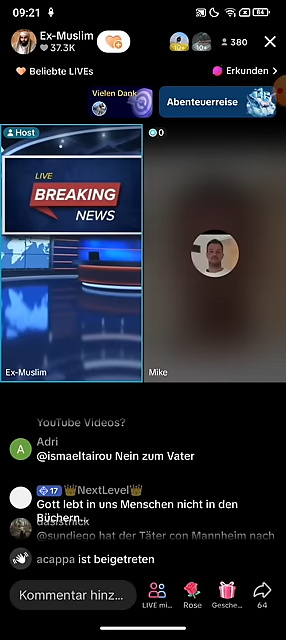 09:21
84
Ex-Muslim
37.3K
10+
10+
380
Beliebte LIVEs
Erkunden
Vielen Dank
Abenteuerreise
Host
0
LIVE
BREAKING
NEWS
Ex-Muslim
Mike
YouTube Videos?
A
Adri
@ismaeltairou Nein zum Vater
17 👑NextLevel👑
Gott lebt in uns Menschen nicht in den
Büchern..
@sundiego hat der Täter con Mannheim nach
acappa ist beigetreten
Kommentar hinz...
LIVE mi...
Rose
Gesche...
64